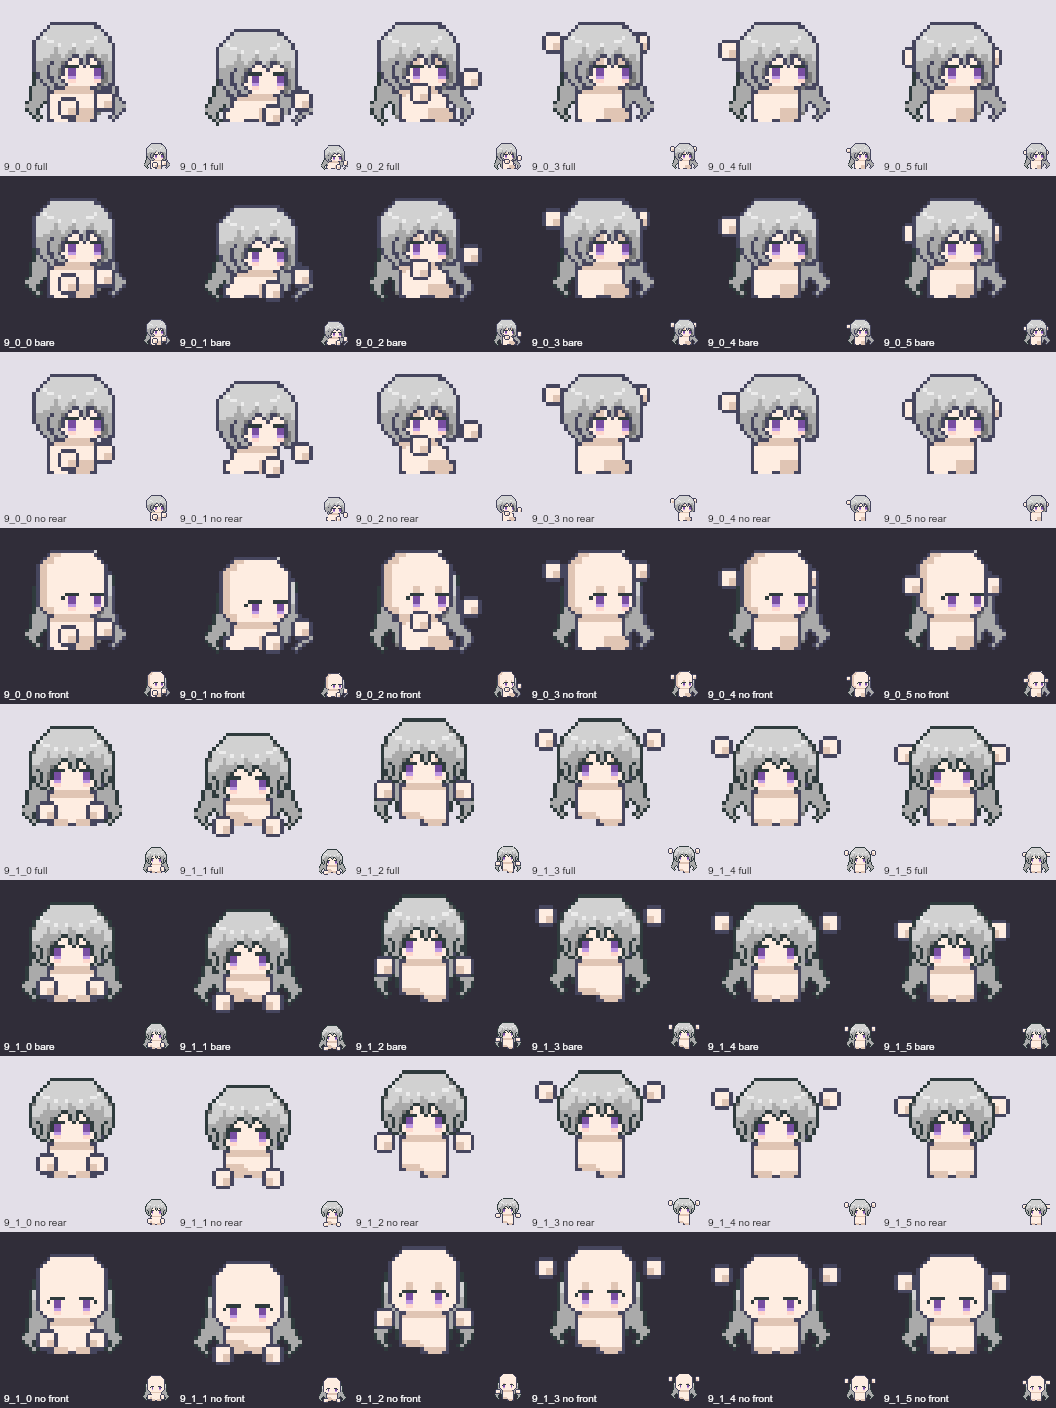 9_0_0 full 9_0_1 full 9_0_2 full 9_0_3 full 9_0_4 full 9_0_5 full
9_0_0 bare 9_0_1 bare 9_0_2 bare 9_0_3 bare 9_0_4 bare 9_0_5 bare
9_0_0 no rear 9_0_1 no rear 9_0_2 no rear 9_0_3 no rear 9_0_4 no rear 9_0_5 no rear
9_0_0 no front 9_0_1 no front 9_0_2 no front 9_0_3 no front 9_0_4 no front 9_0_5 no front
9_1_0 full 9_1_1 full 9_1_2 full 9_1_3 full 9_1_4 full 9_1_5 full
9_1_0 bare 9_1_1 bare 9_1_2 bare 9_1_3 bare 9_1_4 bare 9_1_5 bare
9_1_0 no rear 9_1_1 no rear 9_1_2 no rear 9_1_3 no rear 9_1_4 no rear 9_1_5 no rear
9_1_0 no front 9_1_1 no front 9_1_2 no front 9_1_3 no front 9_1_4 no front 9_1_5 no front